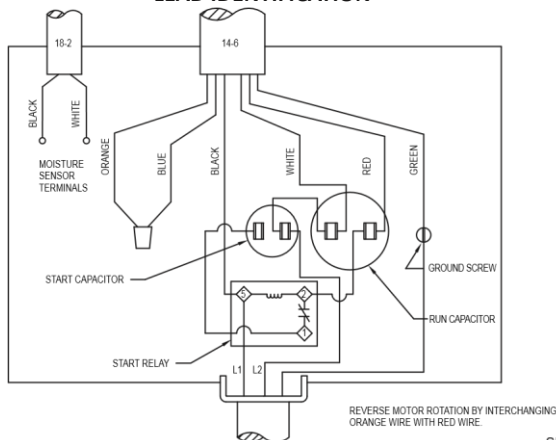 LEAD IDENTIFICATION
18-2
14-6
BLACK
WHITE
ORANGE
BLUE
BLACK
WHITE
RED
GREEN
MOISTURE
SENSOR
TERMINALS
START CAPACITOR
GROUND SCREW
5
2
1
RUN CAPACITOR
START RELAY
L1
L2
REVERSE MOTOR ROTATION BY INTERCHANGING
ORANGE WIRE WITH RED WIRE.